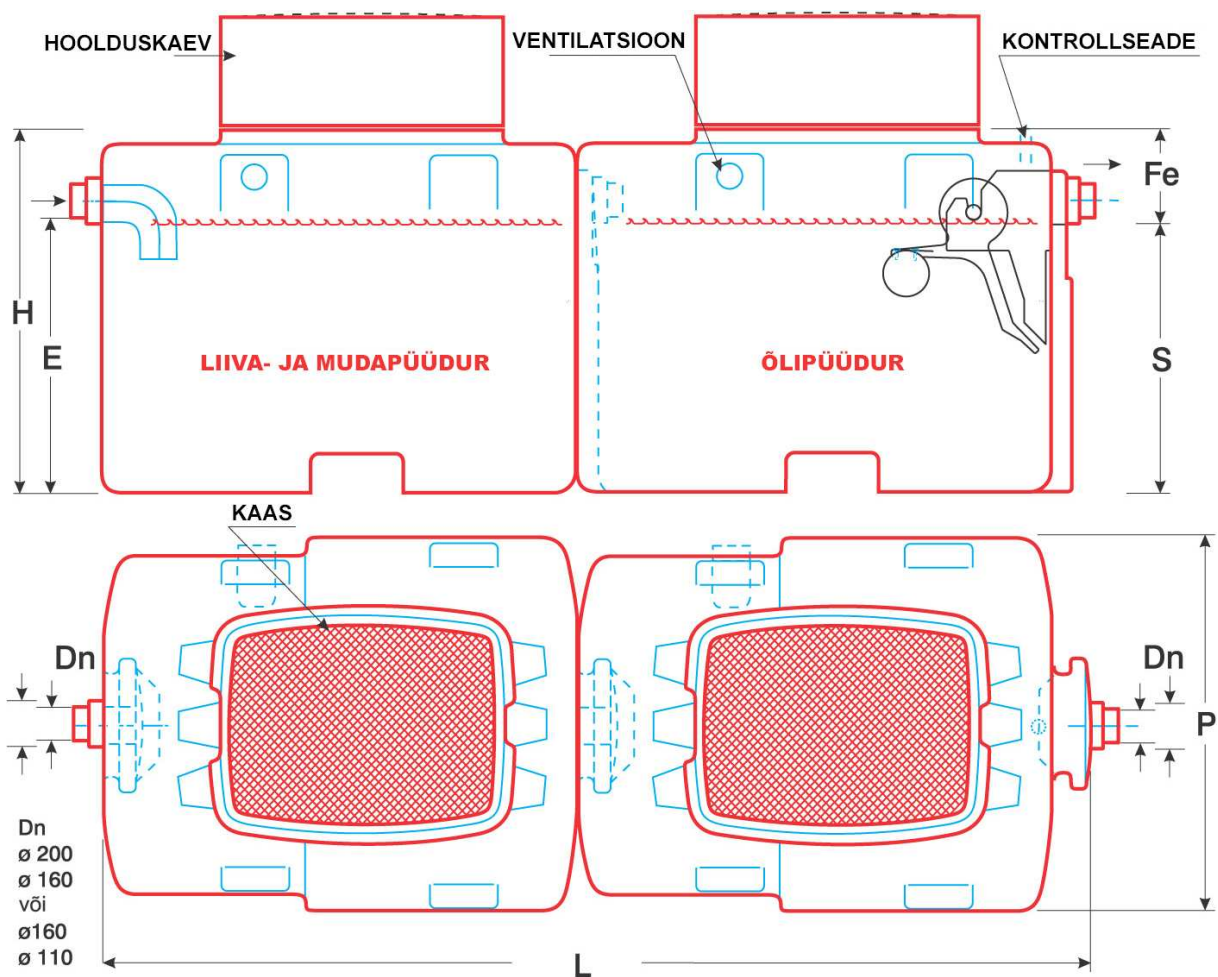 HOOLDUSKAEV
VENTILATSIOON
KONTROLLSEADE
H
E
Fe
S
LIIVA- JA MUDAPÜÜDUR
ÕLIPÜÜDUR
KAAS
Dn
Dn
P
Dn
ø 200
ø 160
või
ø160
ø 110
L